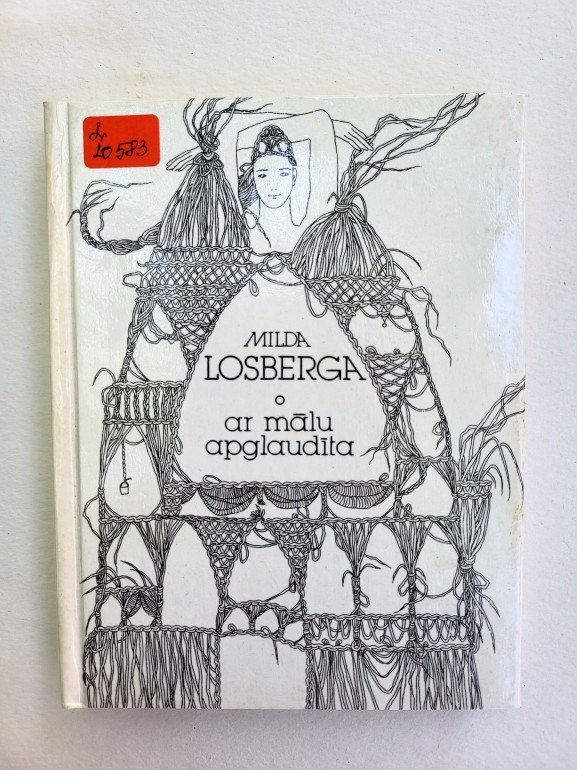 20583
MILDA
LOSBERGA
ar mālu
apglaudīta